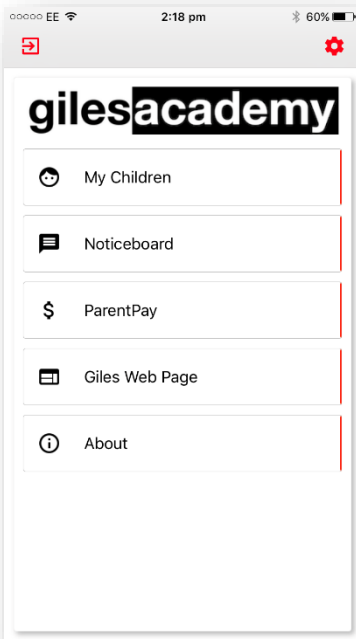 EE 2:18 pm 60%
gilesacademy
My Children
Noticeboard
$ ParentPay
Giles Web Page
About